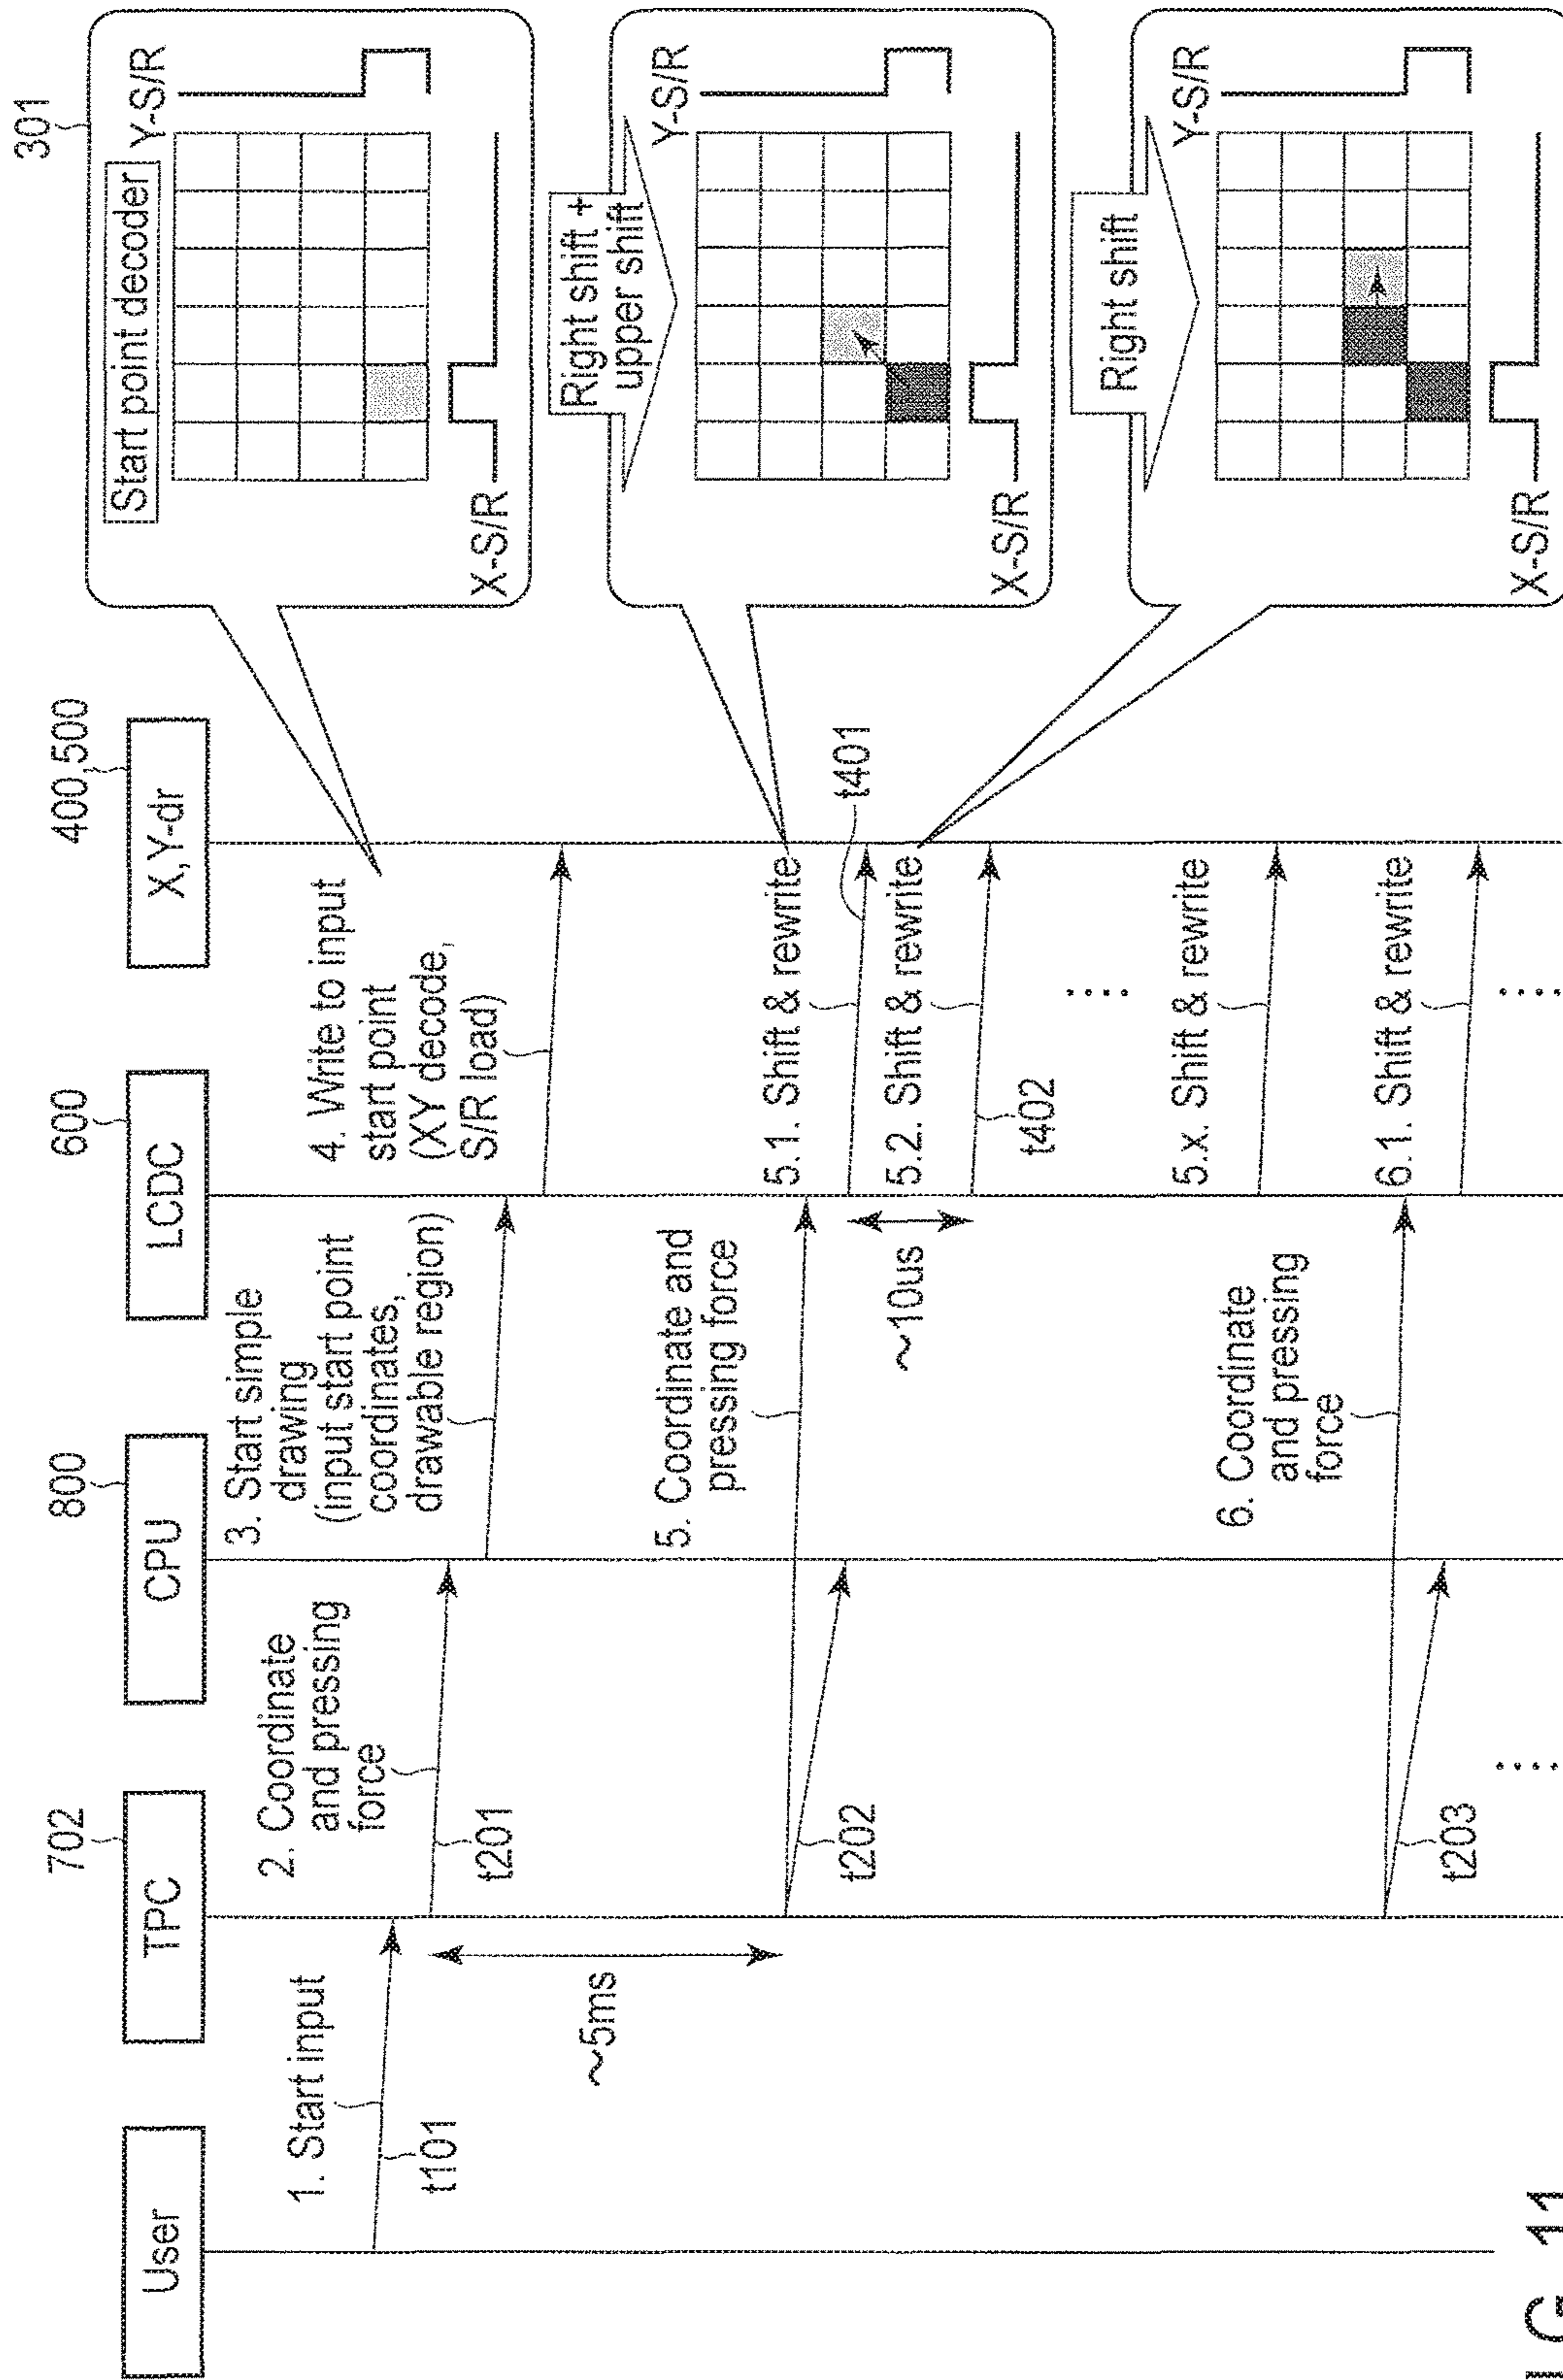 301
400,500
600
800
702
User
TPC
CPU
LCDC
X,Y-dr
1. Start input
t101
~5ms
2. Coordinate
and pressing
force
t201
t202
t203
3. Start simple
drawing
(input start point
coordinates,
drawable region)
5. Coordinate and
pressing force
~10us
6. Coordinate
and pressing
force
4. Write to input
start point
(XY decode,
S/R load)
5.1. Shift & rewrite
t401
5.2. Shift & rewrite
t402
5.x. Shift & rewrite
6.1. Shift & rewrite
Start point decoder
Y-S/R
X-S/R
Right shift +
upper shift
Y-S/R
X-S/R
Right shift
Y-S/R
X-S/R
IG. 11